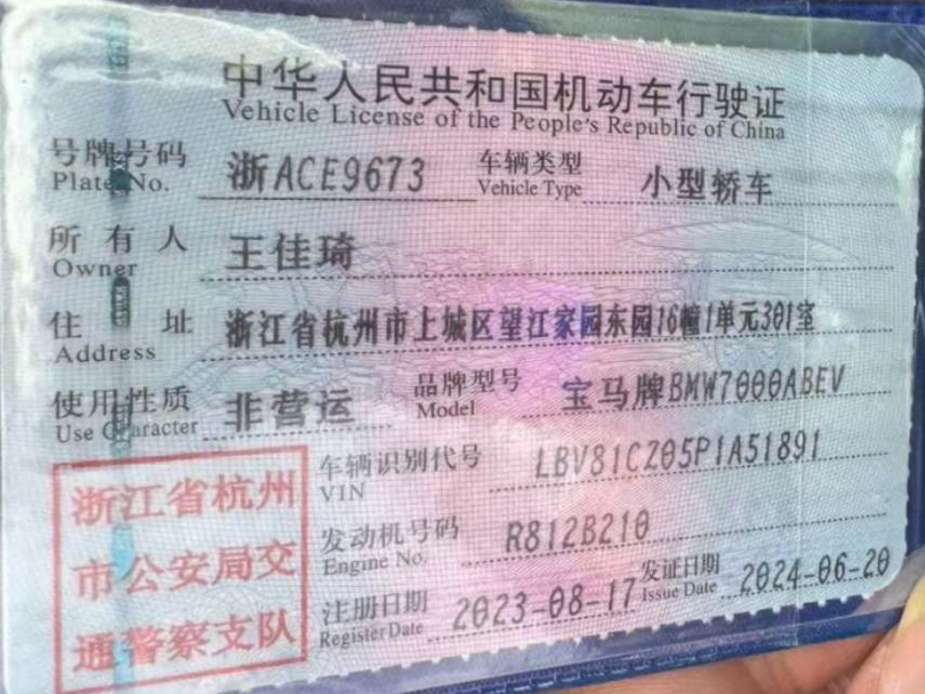 中华人民共和国机动车行驶证
Vehicle License of the People's Republic of China
号牌号码 浙ACE9673 车辆类型 小型轿车
Plate No. Vehicle Type
所有人 王佳琦
Owner
住址 浙江省杭州市上城区望江家园东园16幢1单元301室
Address
使用性质 非营运 品牌型号 宝马牌BMW7000ABEV
Use Character Model
车辆识别代号 LBV81CZ05P1A51891
VIN
发动机号码 R812B210
Engine No.
注册日期 2023-08-17 发证日期 2024-06-20
Register Date Issue Date
浙江省杭州
市公安局交
通警察支队